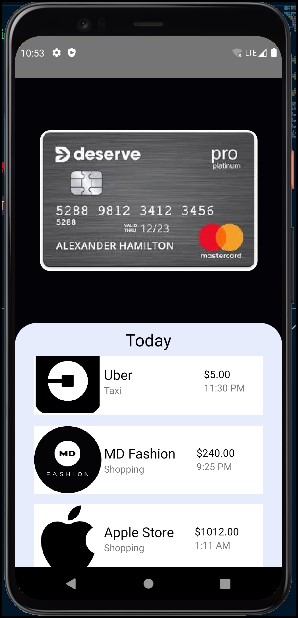 10:53
LTE
deserve
pro
platinum
5288 9812 3412 3456
5288
VALID THRU 12/23
ALEXANDER HAMILTON
mastercard
Today
Uber
$5.00
Taxi
11:30 PM
MD
FASHION
MD Fashion
$240.00
Shopping
9:25 PM
Apple Store
$1012.00
Shopping
1:11 AM